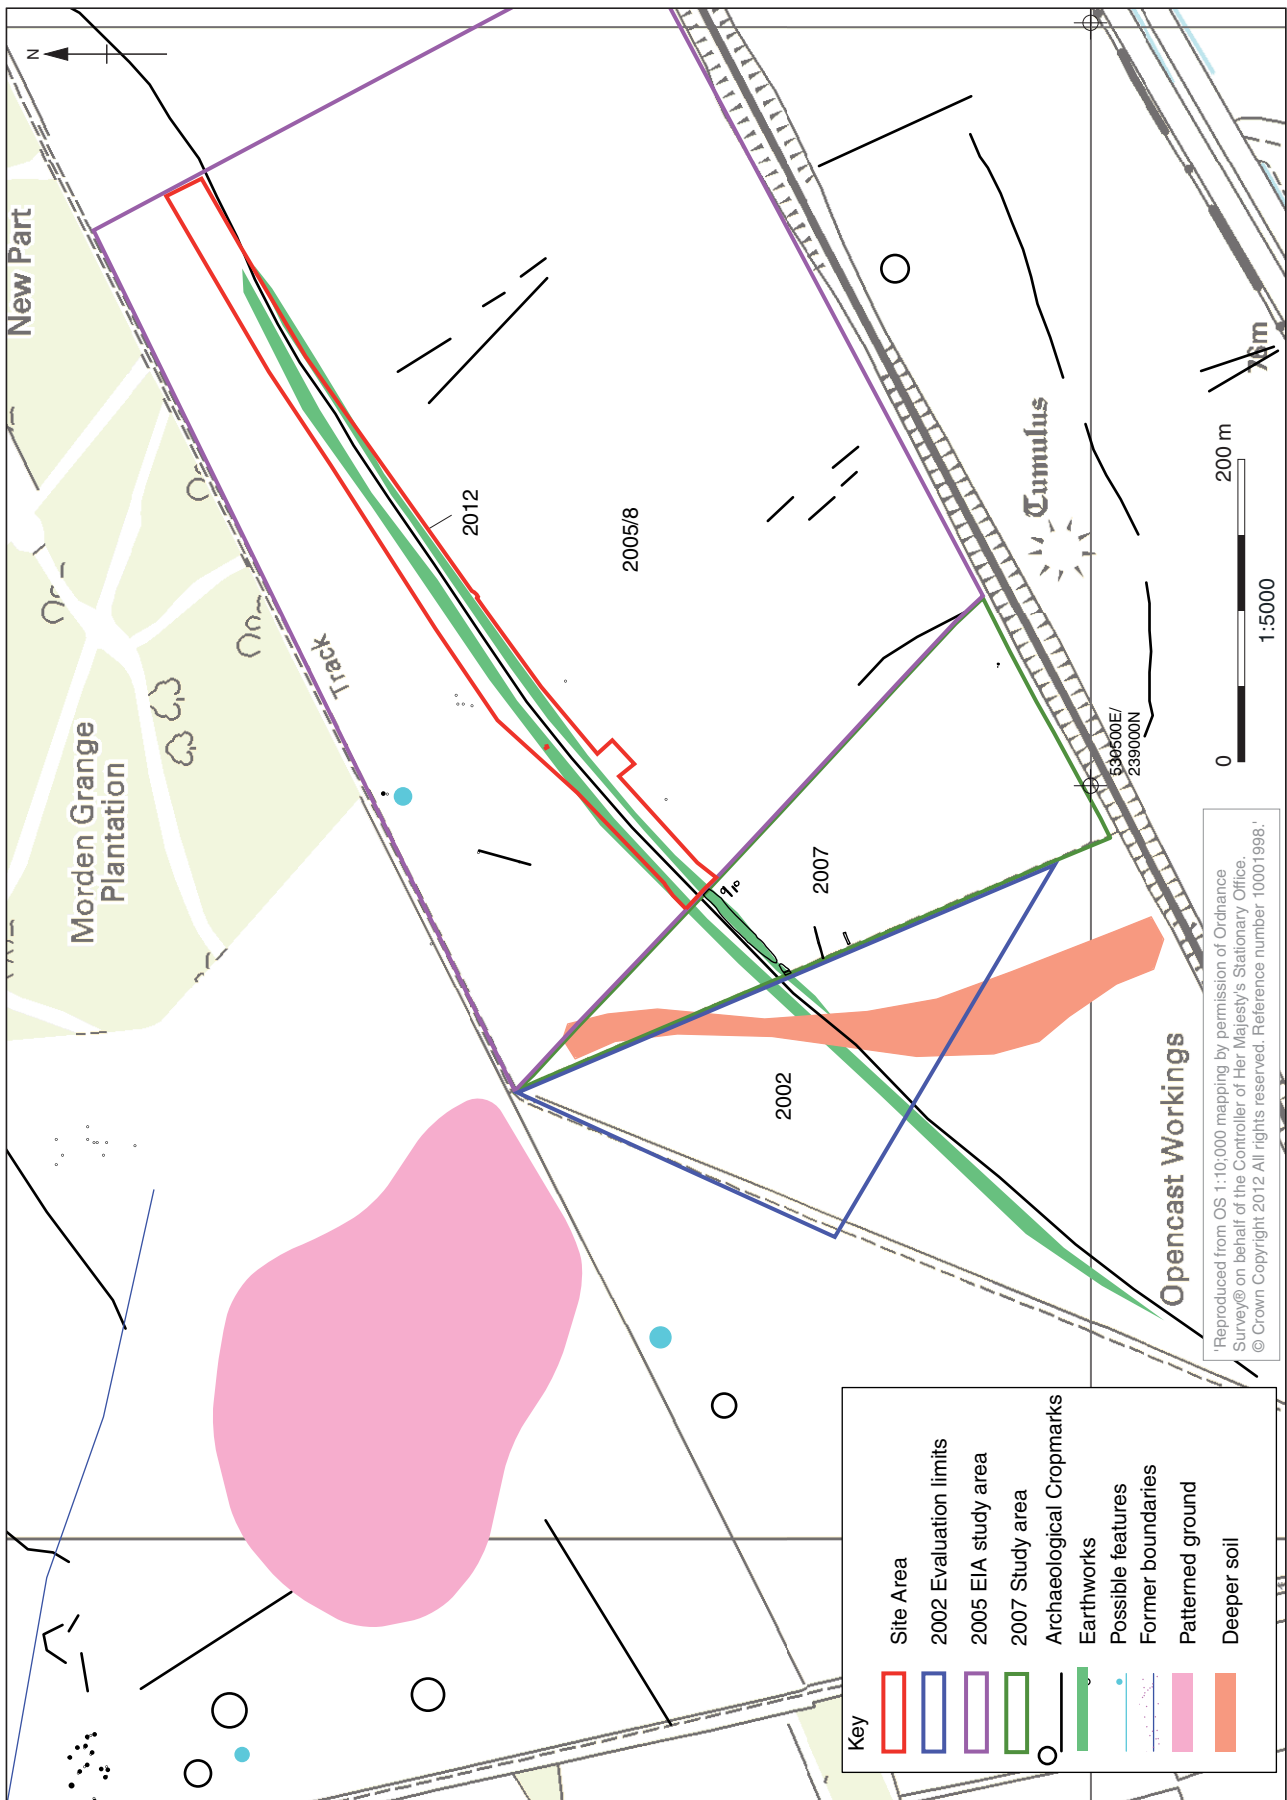 N
New Part
Morden Grange
Plantation
Track
2012
2005/8
2007
2002
Tumulus
76m
530500E/
239000N
Opencast Workings
0
200 m
1:5000
'Reproduced from OS 1:10;000 mapping by permission of Ordnance
Survey® on behalf of the Controller of Her Majesty's Stationary Office.
© Crown Copyright 2012 All rights reserved. Reference number 10001998.'
Key
Site Area
2002 Evaluation limits
2005 EIA study area
2007 Study area
Archaeological Cropmarks
Earthworks
Possible features
Former boundaries
Patterned ground
Deeper soil